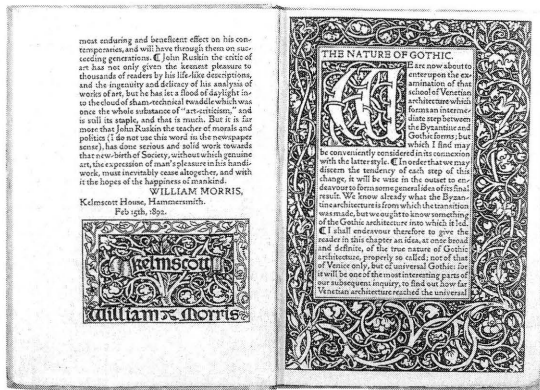 most enduring and beneficent effect on his con-
temporaries, and will have through them on suc-
ceeding generations. ¶ John Ruskin the critic of
art has not only given the keenest pleasure to
thousands of readers by his life-like descriptions,
and the ingenuity and delicacy of his analysis of
works of art, but he has let a flood of daylight in-
to the cloud of sham-technical twaddle which was
once the whole substance of "art-criticism," and
is still its staple, and that is much. But it is far
more that John Ruskin the teacher of morals and
politics (I do not use this word in the newspaper
sense), has done serious and solid work towards
that new-birth of Society, without which genuine
art, the expression of man's pleasure in his handi-
work, must inevitably cease altogether, and with
it the hopes of the happiness of mankind.
WILLIAM MORRIS,
Kelmscott House, Hammersmith.
Feb 15th, 1892.
kelmscott
William Morris
THE NATURE OF GOTHIC.
WE are now about to
enter upon the ex-
amination of that
school of Venetian
architecture which
forms an interme-
diate step between
the Byzantine and
Gothic forms; but
which I find may
be conveniently considered in its connexion
with the latter style. ¶ In order that we may
discern the tendency of each step of this
change, it will be wise in the outset to en-
deavour to form some general idea of its final
result. We know already what the Byzan-
tine architecture is from which the transition
was made, but we ought to know something
of the Gothic architecture into which it led.
¶ I shall endeavour therefore to give the
reader in this chapter an idea, at once broad
and definite, of the true nature of Gothic
architecture, properly so called; not of that
of Venice only, but of universal Gothic: for
it will be one of the most interesting parts of
our subsequent inquiry, to find out how far
Venetian architecture reached the universal